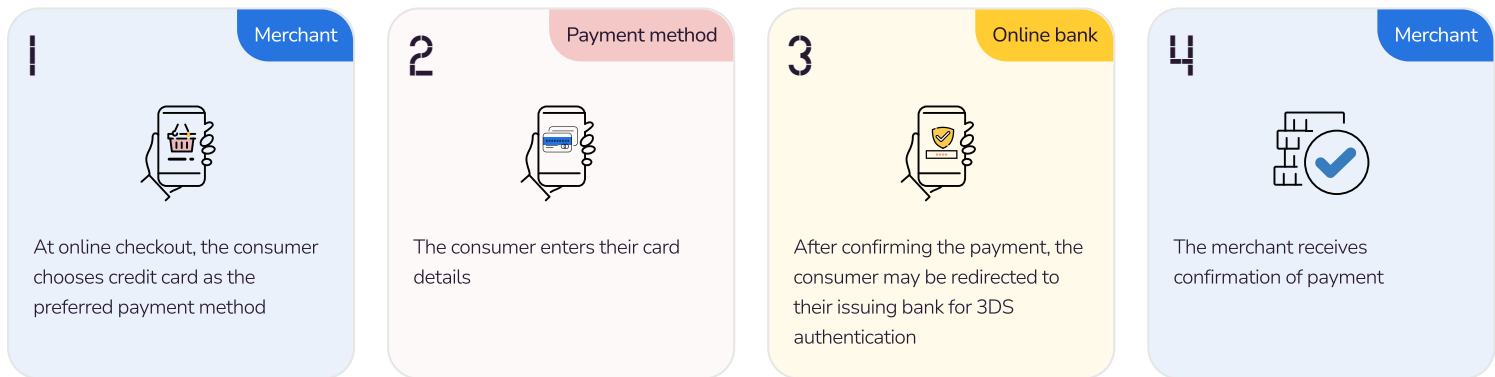 Merchant
1
At online checkout, the consumer
chooses credit card as the
preferred payment method
Payment method
2
The consumer enters their card
details
Online bank
3
After confirming the payment, the
consumer may be redirected to
their issuing bank for 3DS
authentication
Merchant
4
The merchant receives
confirmation of payment